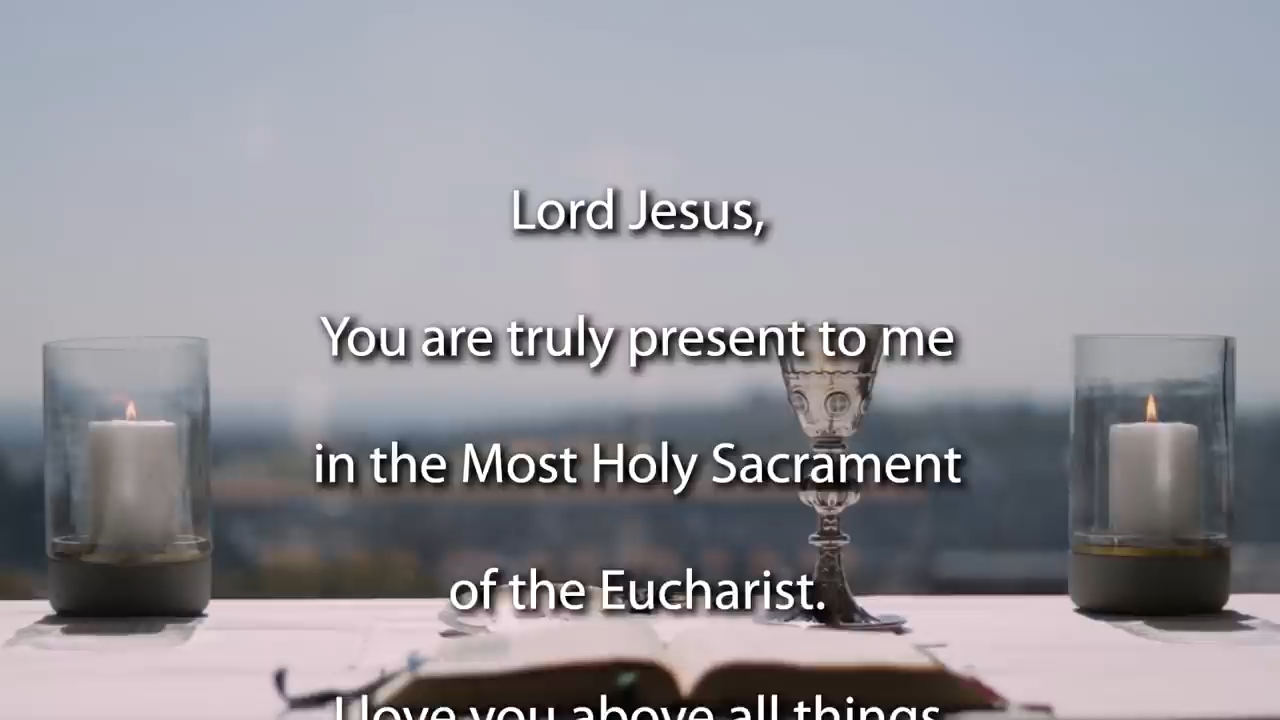 Lord Jesus,
You are truly present to me
in the Most Holy Sacrament
of the Eucharist.
I love you above all things